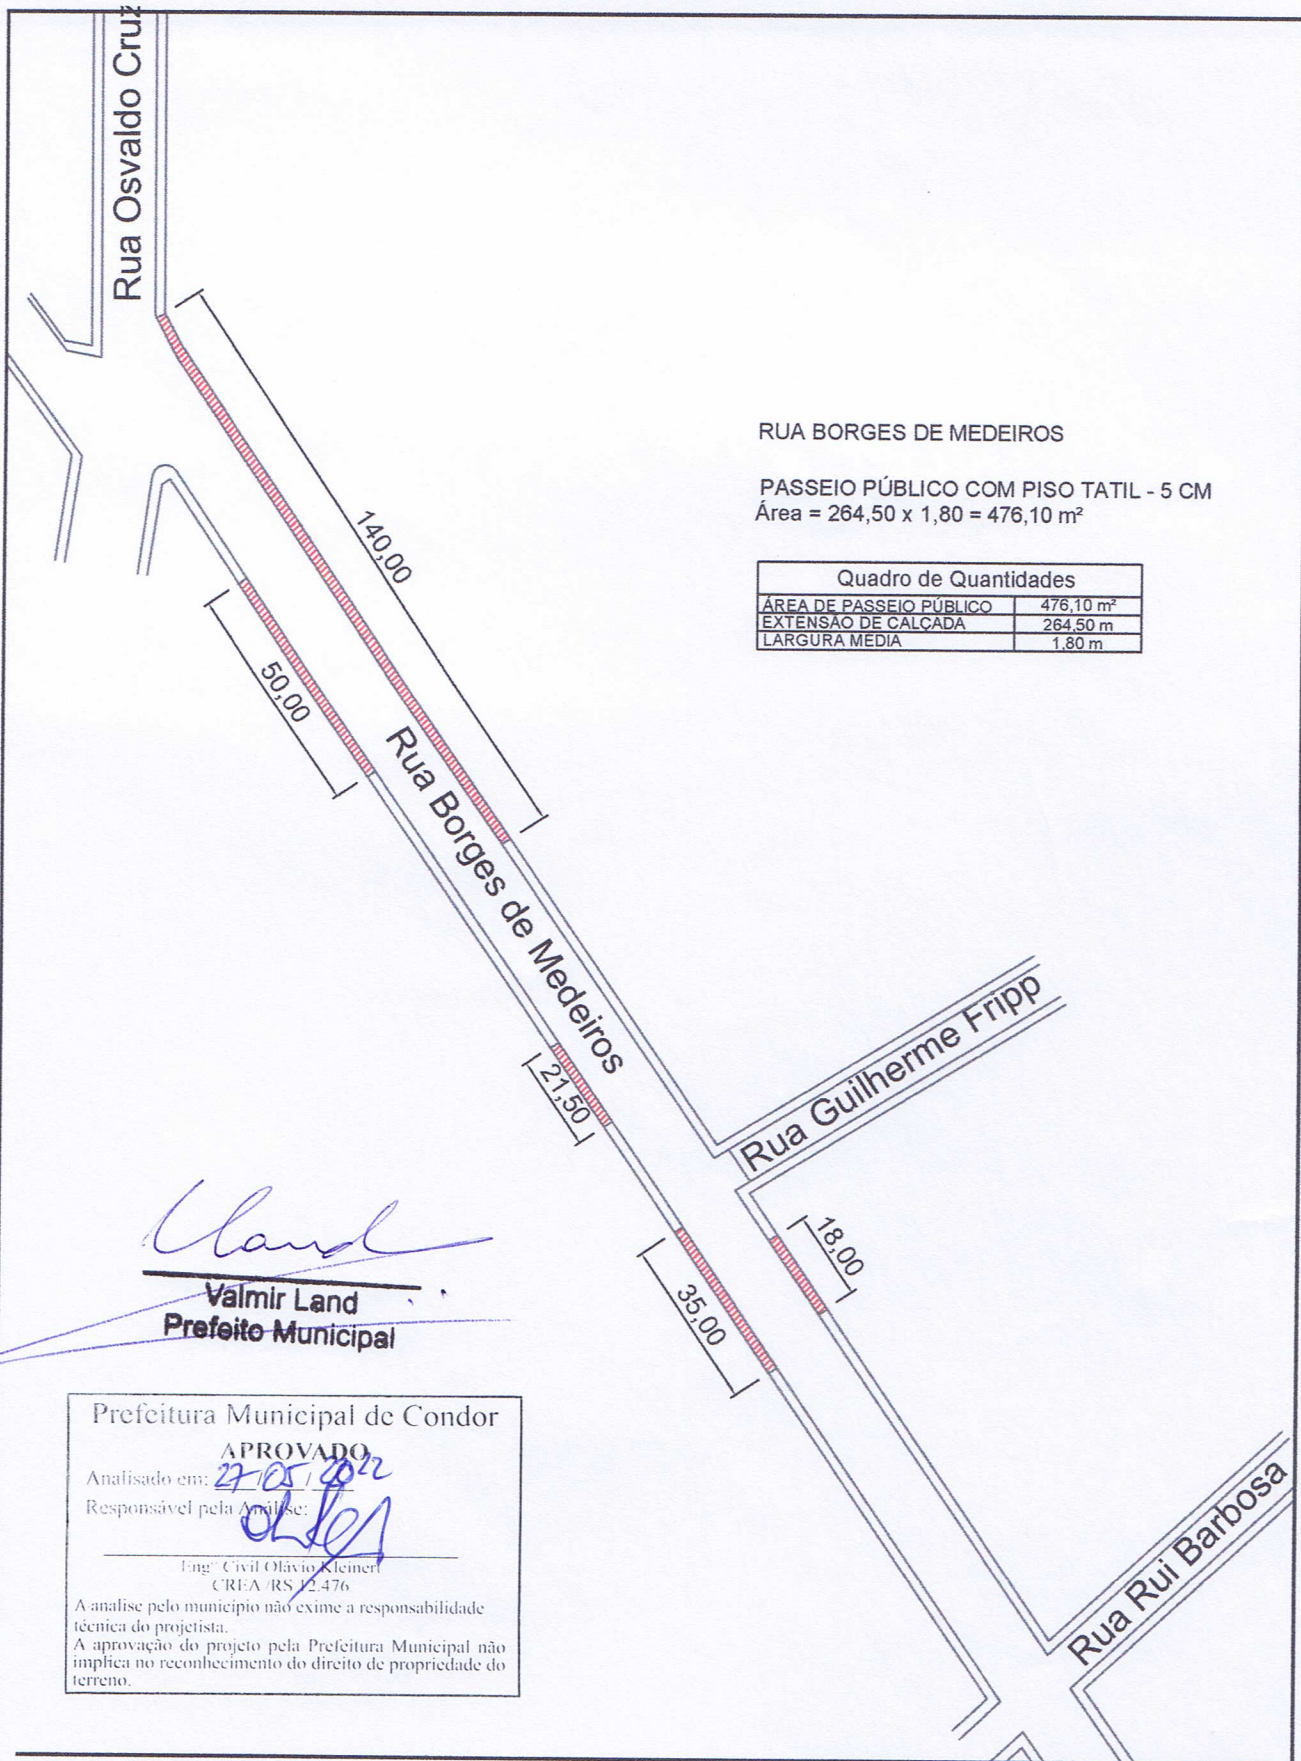 Rua Osvaldo Cruz
140,00
RUA BORGES DE MEDEIROS
PASSEIO PÚBLICO COM PISO TATIL - 5 CM
Área = 264,50 x 1,80 = 476,10 m²
Quadro de Quantidades
ÁREA DE PASSEIO PÚBLICO 476,10 m²
EXTENSÃO DE CALÇADA 264,50 m
LARGURA MÉDIA 1,80 m
50,00
Rua Borges de Medeiros
21,50
Rua Guilherme Fripp
18,00
35,00
Valmir Land
Prefeito Municipal
Prefeitura Municipal de Condor
APROVADO
Analisado em: 27/05/2022
Responsável pela Análise:
Eng° Civil Olávio Kleinert
CREA/RS 12.476
A analise pelo município não exime a responsabilidade
técnica do projetista.
A aprovação do projeto pela Prefeitura Municipal não
implica no reconhecimento do direito de propriedade do
terreno.
Rua Rui Barbosa